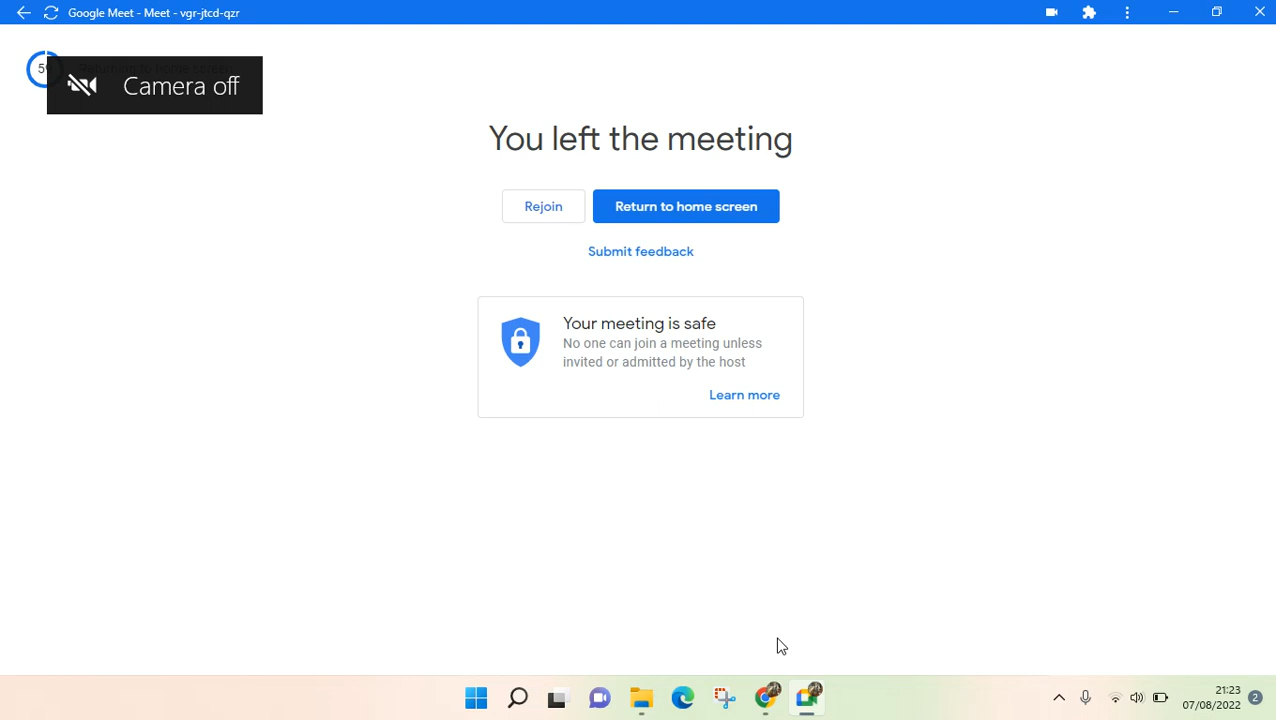 Google Meet - Meet - vgr-jtcd-qzr
Camera off
You left the meeting
Rejoin
Return to home screen
Submit feedback
Your meeting is safe
No one can join a meeting unless
invited or admitted by the host
Learn more
21:23
07/08/2022
2